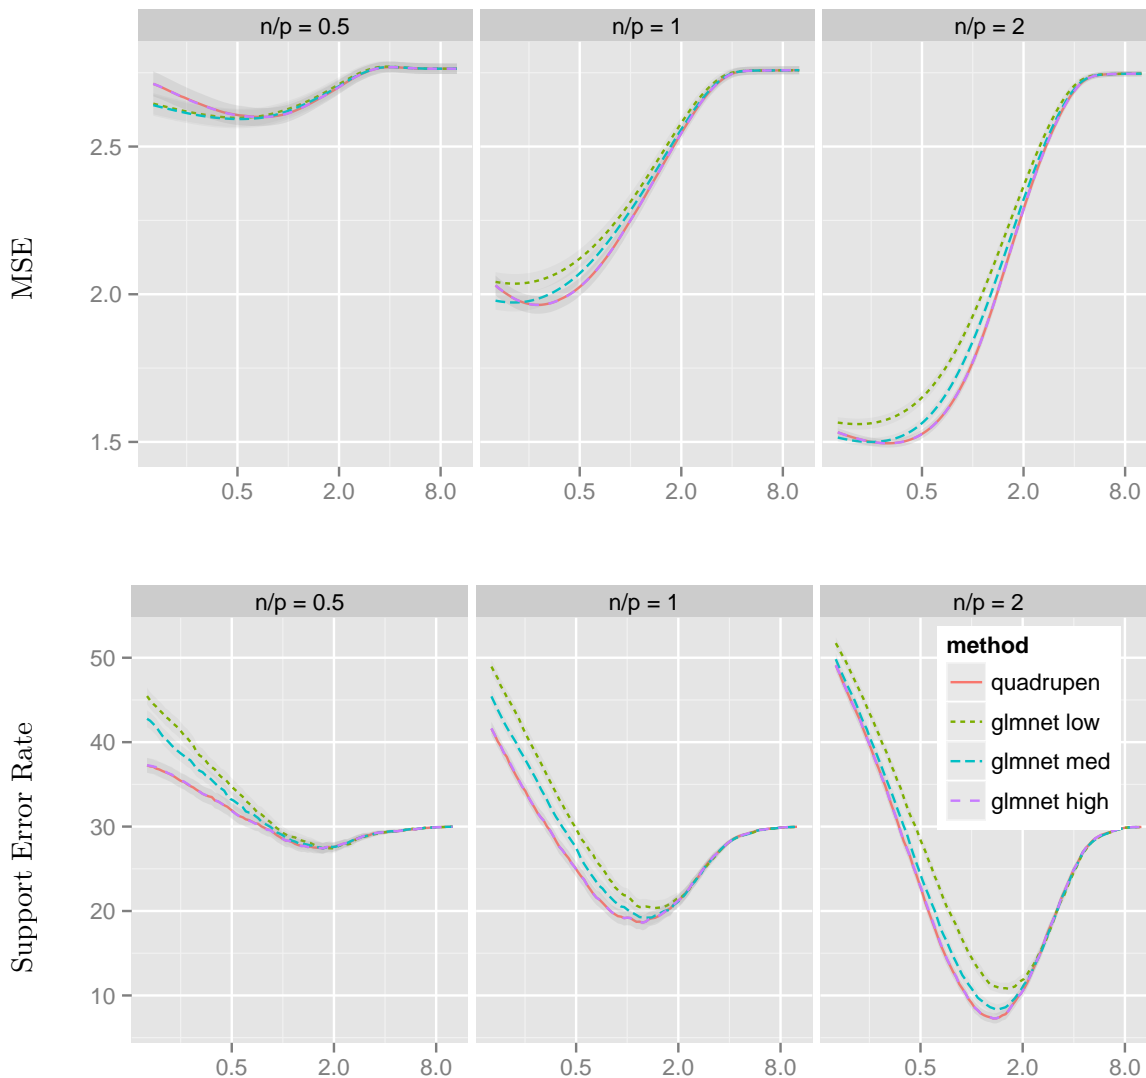 n/p = 0.5
n/p = 1
n/p = 2
MSE
2.5
2.0
1.5
0.5
2.0
8.0
0.5
2.0
8.0
0.5
2.0
8.0
n/p = 0.5
n/p = 1
n/p = 2
Support Error Rate
50
40
30
20
10
method
quadrupen
glmnet low
glmnet med
glmnet high
0.5
2.0
8.0
0.5
2.0
8.0
0.5
2.0
8.0